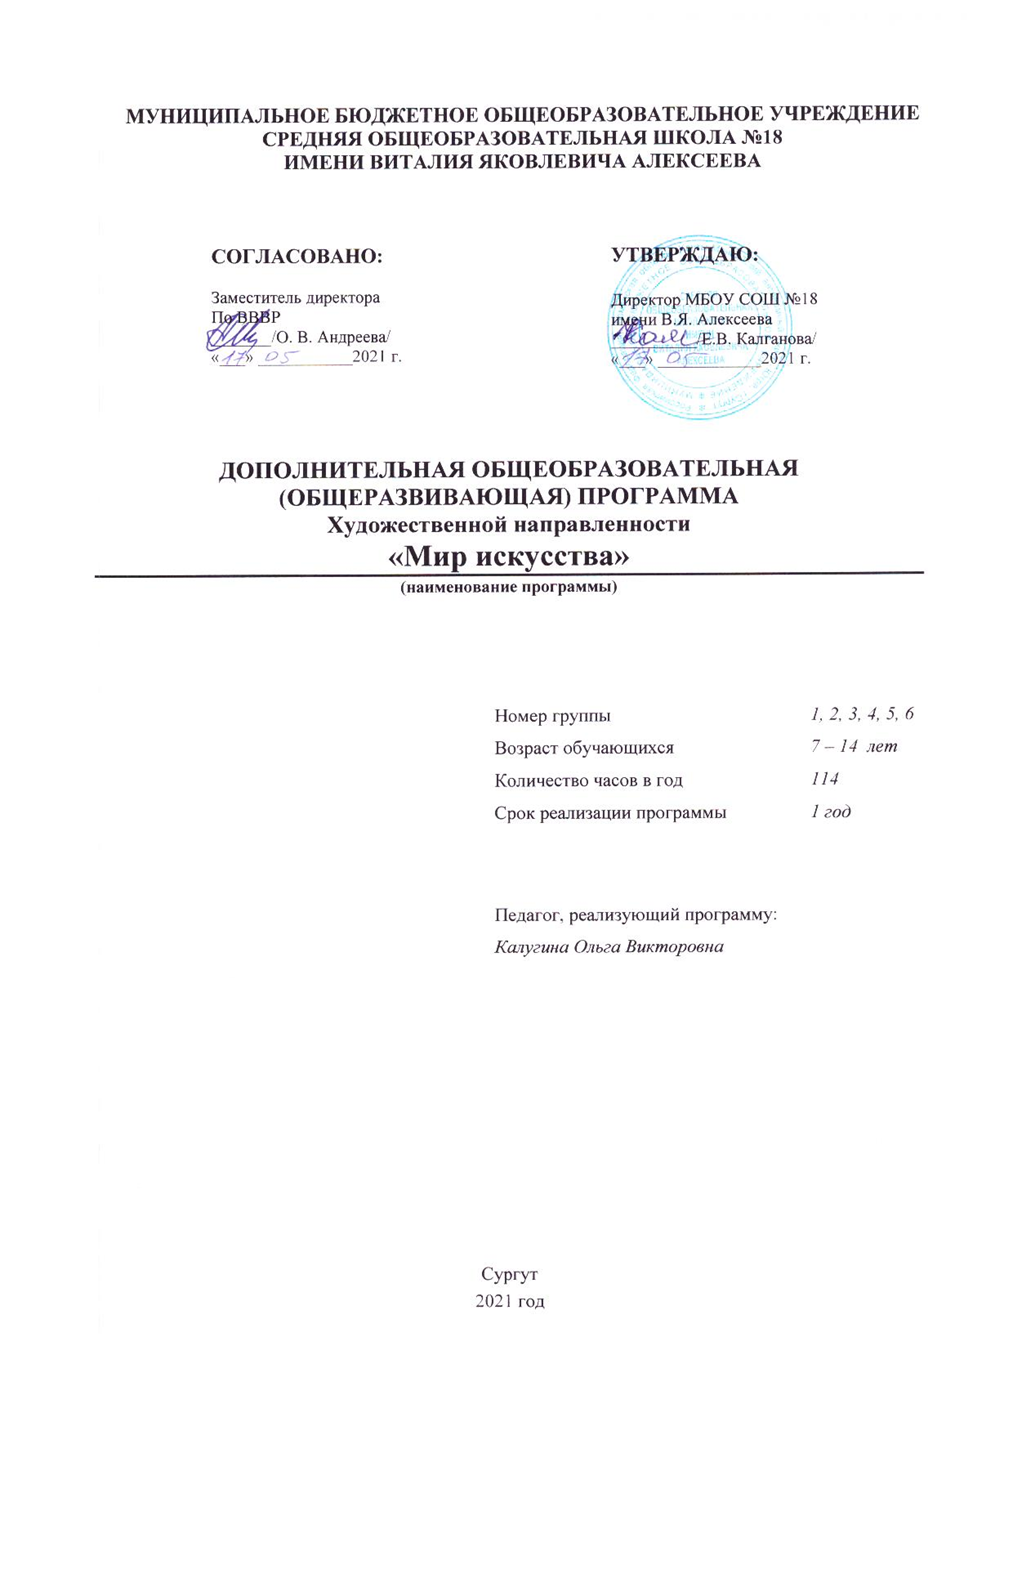 МУНИЦИПАЛЬНОЕ БЮДЖЕТНОЕ ОБЩЕОБРАЗОВАТЕЛЬНОЕ УЧРЕЖДЕНИЕ
СРЕДНЯЯ ОБЩЕОБРАЗОВАТЕЛЬНАЯ ШКОЛА №18
ИМЕНИ ВИТАЛИЯ ЯКОВЛЕВИЧА АЛЕКСЕЕВА
СОГЛАСОВАНО:
Заместитель директора
По ВВВР
/О. В. Андреева/
«17» 05 2021 г.
УТВЕРЖДАЮ:
Директор МБОУ СОШ №18
имени В.Я. Алексеева
/Е.В. Калганова/
«17» 05 2021 г.
ДОПОЛНИТЕЛЬНАЯ ОБЩЕОБРАЗОВАТЕЛЬНАЯ
(ОБЩЕРАЗВИВАЮЩАЯ) ПРОГРАММА
Художественной направленности
«Мир искусства»
(наименование программы)
Номер группы 1, 2, 3, 4, 5, 6
Возраст обучающихся 7 – 14 лет
Количество часов в год 114
Срок реализации программы 1 год
Педагог, реализующий программу:
Калугина Ольга Викторовна
Сургут
2021 год